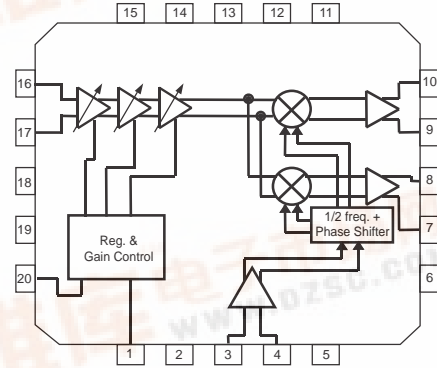 15 14 13 12 11
16
10
17
9
18
8
19
7
20
6
Reg. &
Gain Control
1/2 freq. +
Phase Shifter
1 2 3 4 5
www.dzsc.com